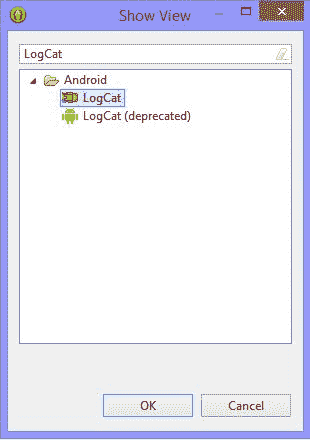 Show View
LogCat
Android
LogCat
LogCat (deprecated)
OK
Cancel